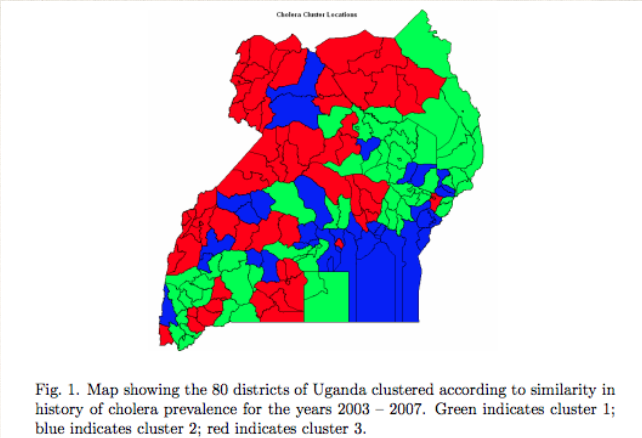 Cholera Cluster Locations
Fig. 1. Map showing the 80 districts of Uganda clustered according to similarity in
history of cholera prevalence for the years 2003 – 2007. Green indicates cluster 1;
blue indicates cluster 2; red indicates cluster 3.